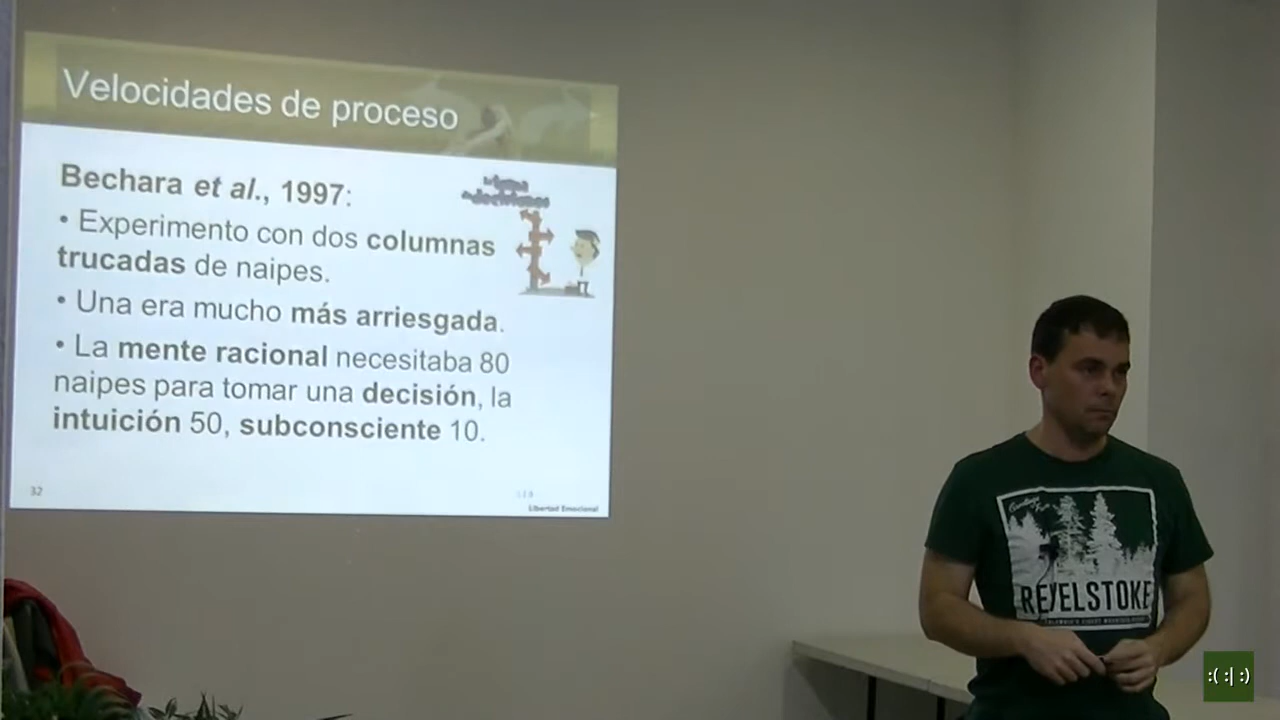 Velocidades de proceso
Bechara et al., 1997:
• Experimento con dos columnas
trucadas de naipes.
• Una era mucho más arriesgada.
• La mente racional necesitaba 80
naipes para tomar una decisión, la
intuición 50, subconsciente 10.
32
Libertad Emocional
REVELSTOKE
:( :| :)